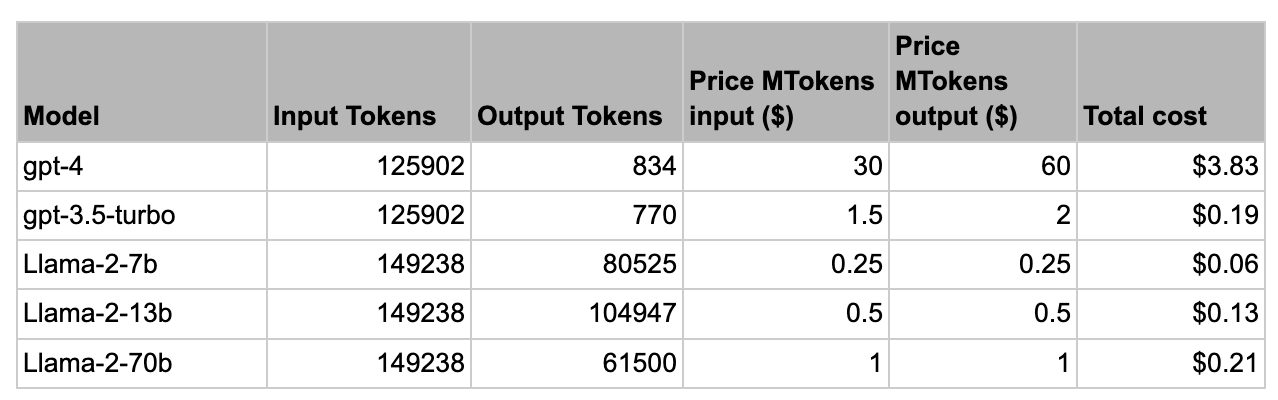 Model Input Tokens Output Tokens Price MTokens input ($) Price MTokens output ($) Total cost
gpt-4 125902 834 30 60 $3.83
gpt-3.5-turbo 125902 770 1.5 2 $0.19
Llama-2-7b 149238 80525 0.25 0.25 $0.06
Llama-2-13b 149238 104947 0.5 0.5 $0.13
Llama-2-70b 149238 61500 1 1 $0.21